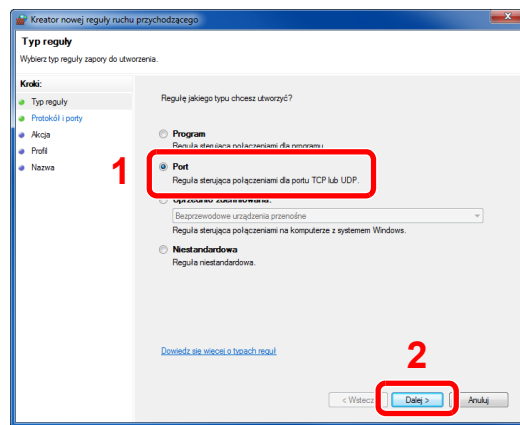 Kreator nowej reguły ruchu przychodzącego
Typ reguły
Wybierz typ reguły zapory do utworzenia.
Kroki:
Typ reguły
Protokół i porty
Akcja
Profil
Nazwa
Regułę jakiego typu chcesz utworzyć?
Program
Reguła sterująca połączeniami dla programu.
1
Port
Reguła sterująca połączeniami dla portu TCP lub UDP.
Uprzednio zdefiniowana:
Bezprzewodowe urządzenia przenośne
Reguła sterująca połączeniami na komputerze z systemem Windows.
Niestandardowa
Reguła niestandardowa.
Dowiedz się więcej o typach reguł
2
< Wstecz
Dalej >
Anuluj